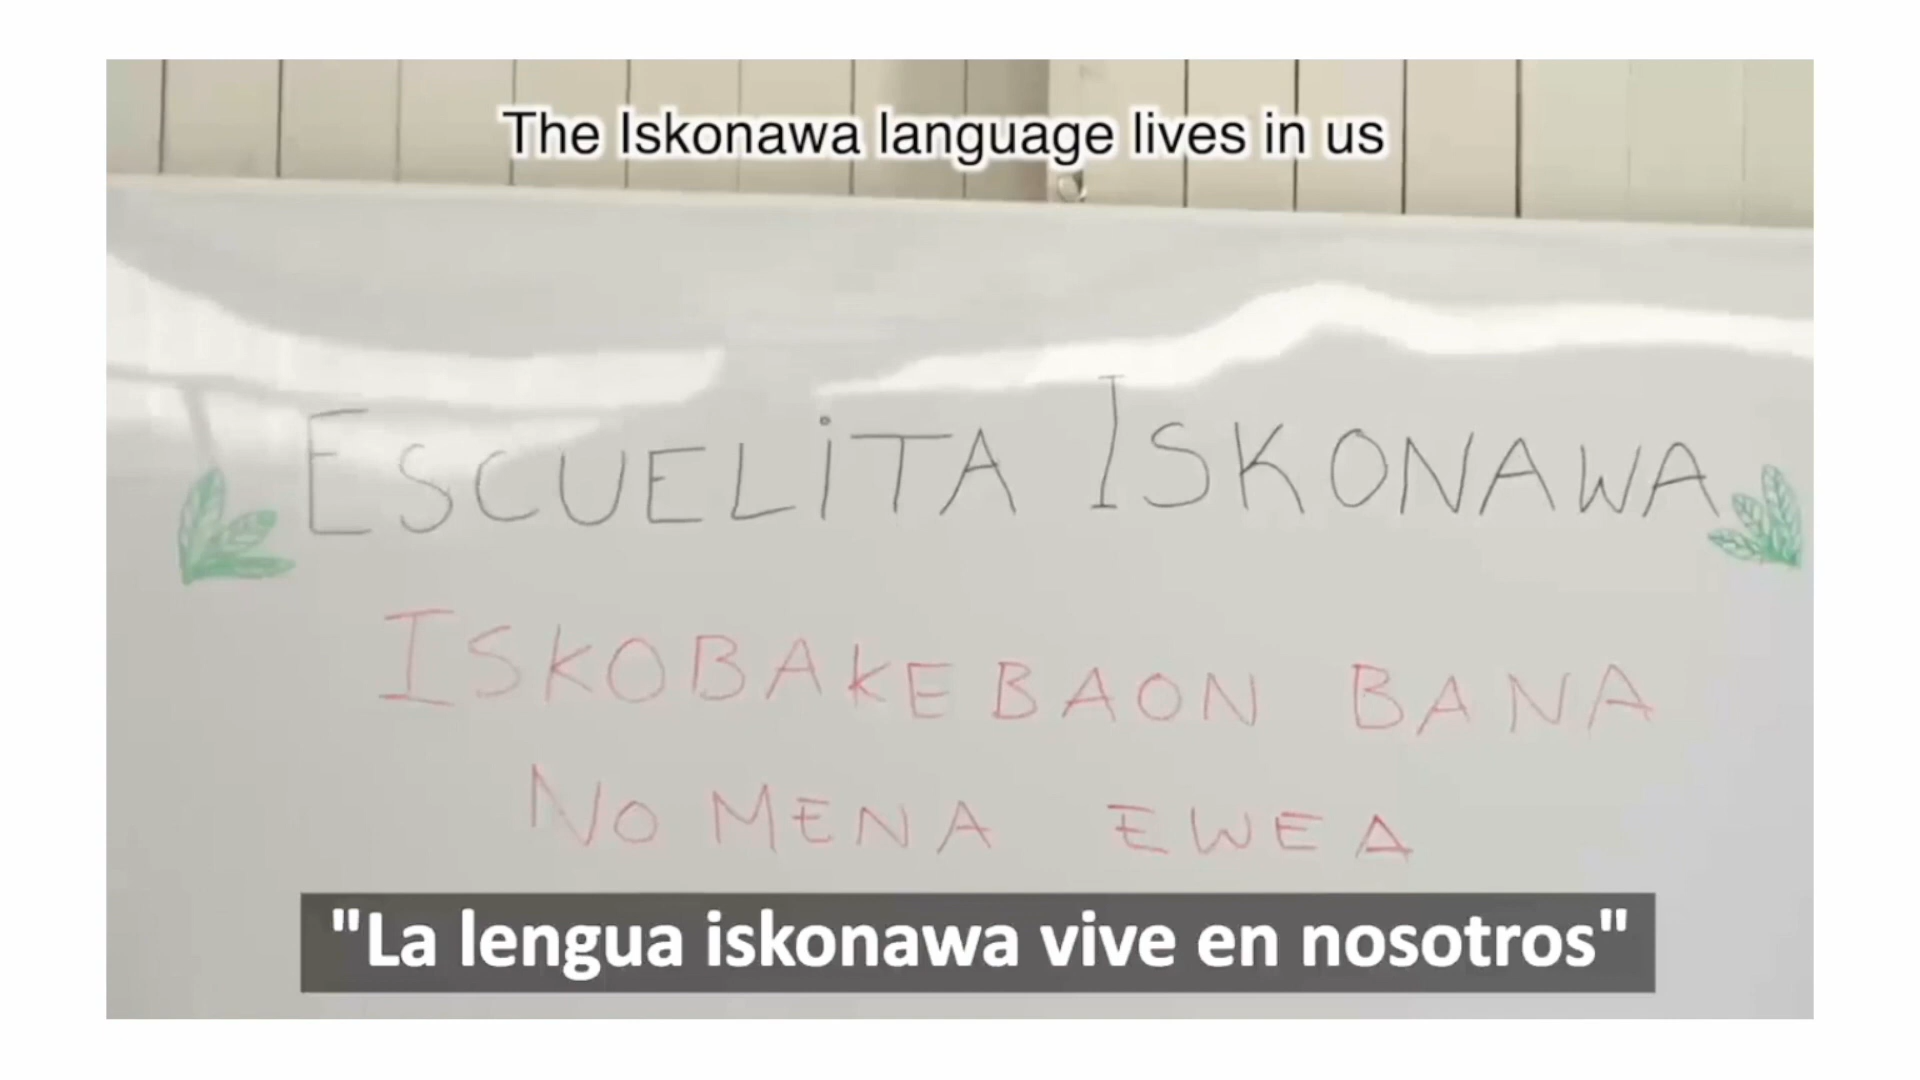 The Iskonawa language lives in us
ESCUELITA ISKONAWA
ISKOBAKEBAON BANA
NO MENA EWEA
"La lengua iskonawa vive en nosotros"